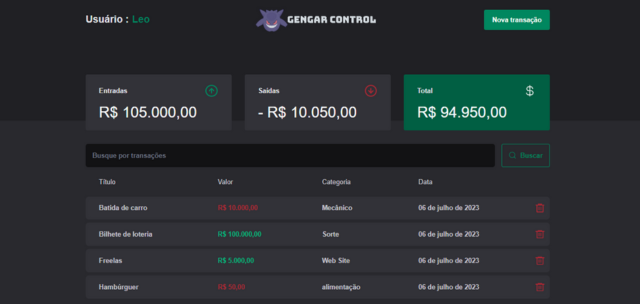 Usuário : Leo
GENGAR CONTROL
Nova transação
Entradas
R$ 105.000,00
Saídas
- R$ 10.050,00
Total
$
R$ 94.950,00
Busque por transações
Buscar
Título Valor Categoria Data
Batida de carro R$ 10.000,00 Mecânico 06 de julho de 2023
Bilhete de loteria R$ 100.000,00 Sorte 06 de julho de 2023
Freelas R$ 5.000,00 Web Site 06 de julho de 2023
Hambúrguer R$ 50,00 alimentação 06 de julho de 2023